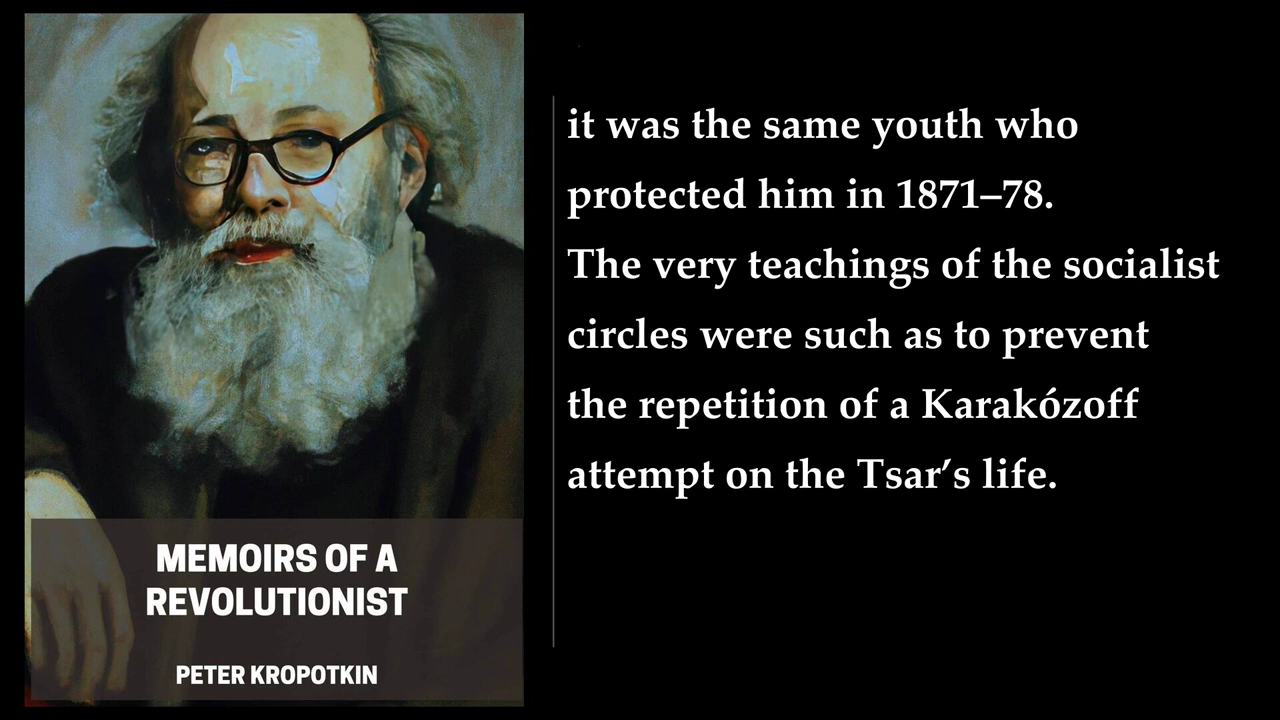 it was the same youth who
protected him in 1871–78.
The very teachings of the socialist
circles were such as to prevent
the repetition of a Karakózoff
attempt on the Tsar’s life.
MEMOIRS OF A
REVOLUTIONIST
PETER KROPOTKIN